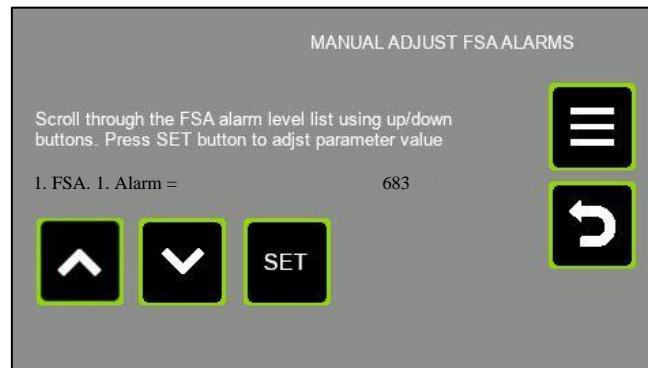 MANUAL ADJUST FSA ALARMS
Scroll through the FSA alarm level list using up/down
buttons. Press SET button to adjst parameter value
1. FSA. 1. Alarm = 683
SET